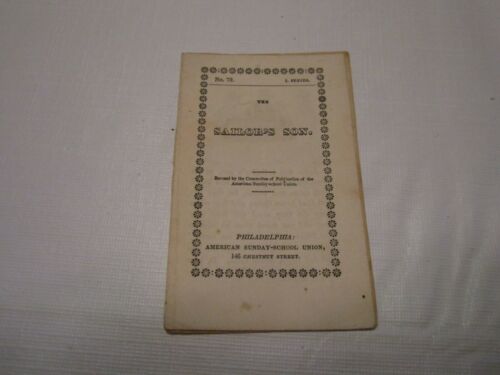 No. 78. I. SERIES.
THE
SAILOR'S SON.
Revised by the Committee of Publication of the
American Sunday-school Union.
PHILADELPHIA:
AMERICAN SUNDAY-SCHOOL UNION,
146 CHESTNUT STREET.